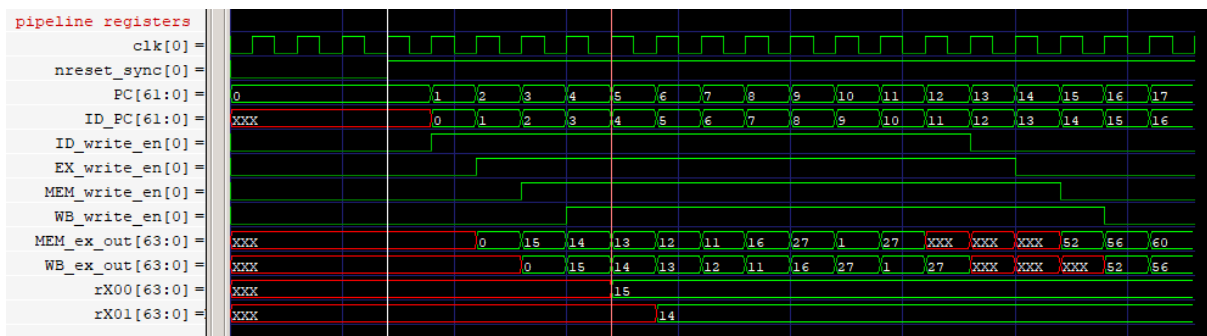 pipeline registers
clk[0] =
nreset_sync[0] =
PC[61:0] = 0 1 2 3 4 5 6 7 8 9 10 11 12 13 14 15 16 17
ID_PC[61:0] = XXX 0 1 2 3 4 5 6 7 8 9 10 11 12 13 14 15 16
ID_write_en[0] =
EX_write_en[0] =
MEM_write_en[0] =
WB_write_en[0] =
MEM_ex_out[63:0] = XXX 0 15 14 13 12 11 16 27 1 27 XXX XXX XXX 52 56 60
WB_ex_out[63:0] = XXX 0 15 14 13 12 11 16 27 1 27 XXX XXX XXX 52 56
rX00[63:0] = XXX 15
rX01[63:0] = XXX 14